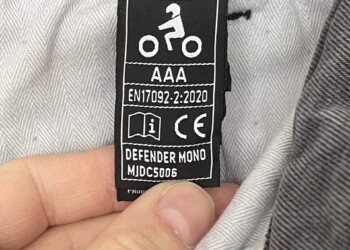 AAA
EN17092-2:2020
i CE
DEFENDER MONO
MJDC5006